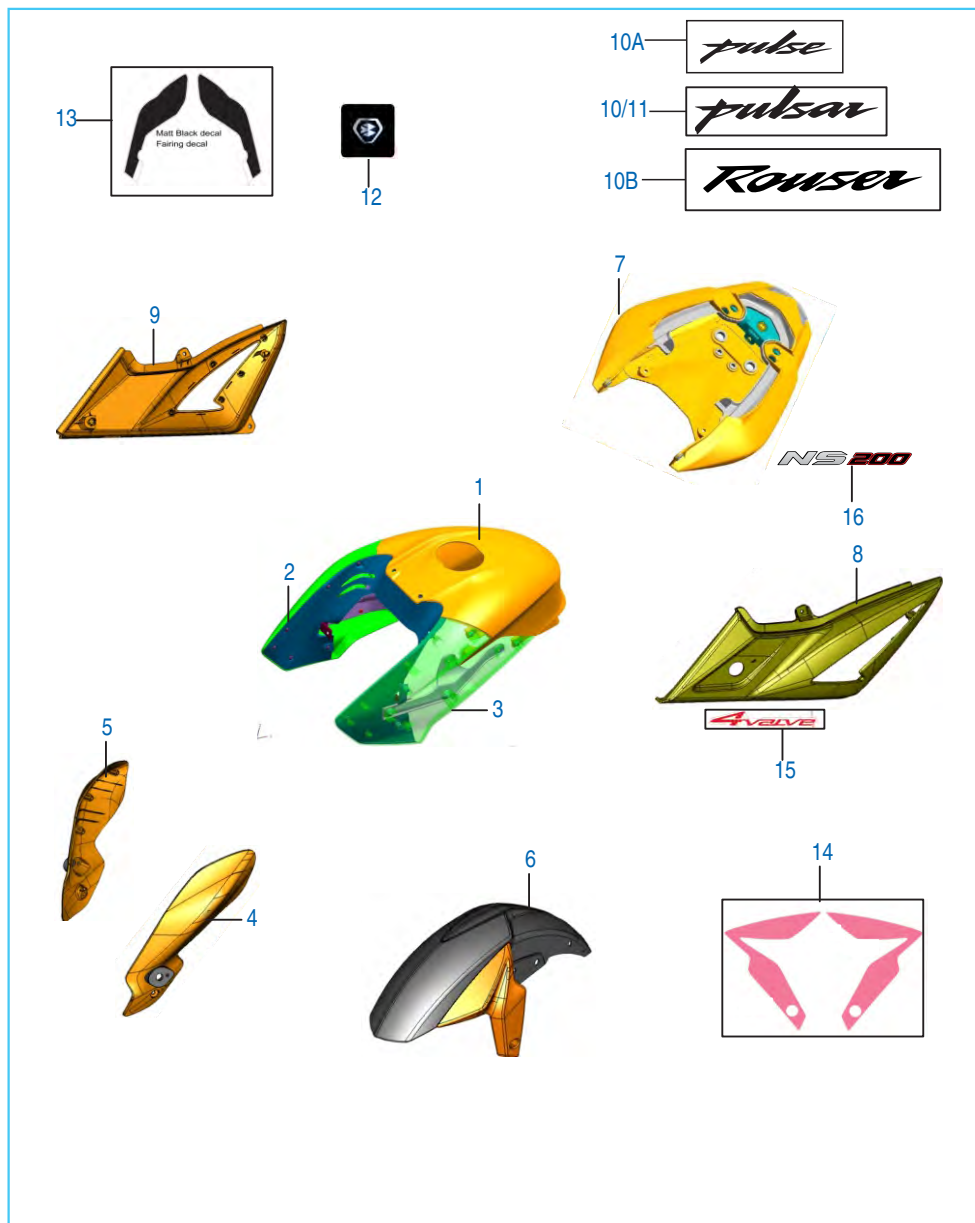 10A
pulse
13
Matt Black decal
Fairing decal
12
10/11
pulsar
10B
Rouser
7
9
NS200
16
1
2
8
3
4valve
15
5
4
6
14